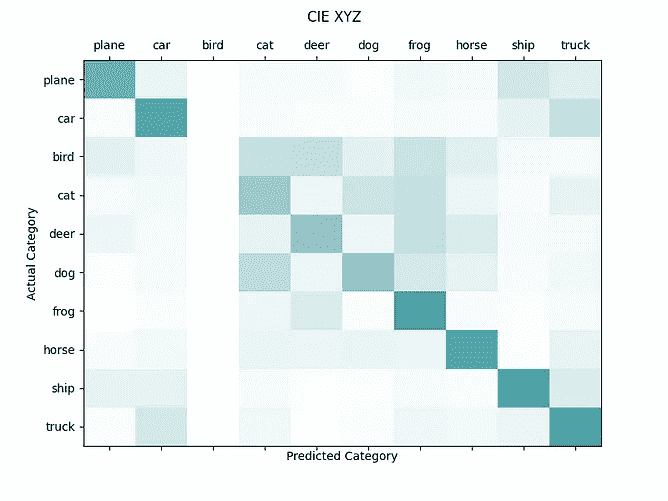 CIE XYZ
plane car bird cat deer dog frog horse ship truck
plane
car
bird
cat
deer
dog
frog
horse
ship
truck
Actual Category
Predicted Category